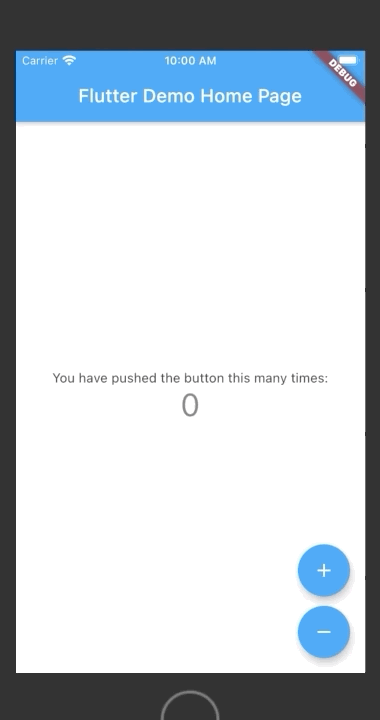 Carrier
10:00 AM
DEBUG
Flutter Demo Home Page
You have pushed the button this many times:
0
+
−